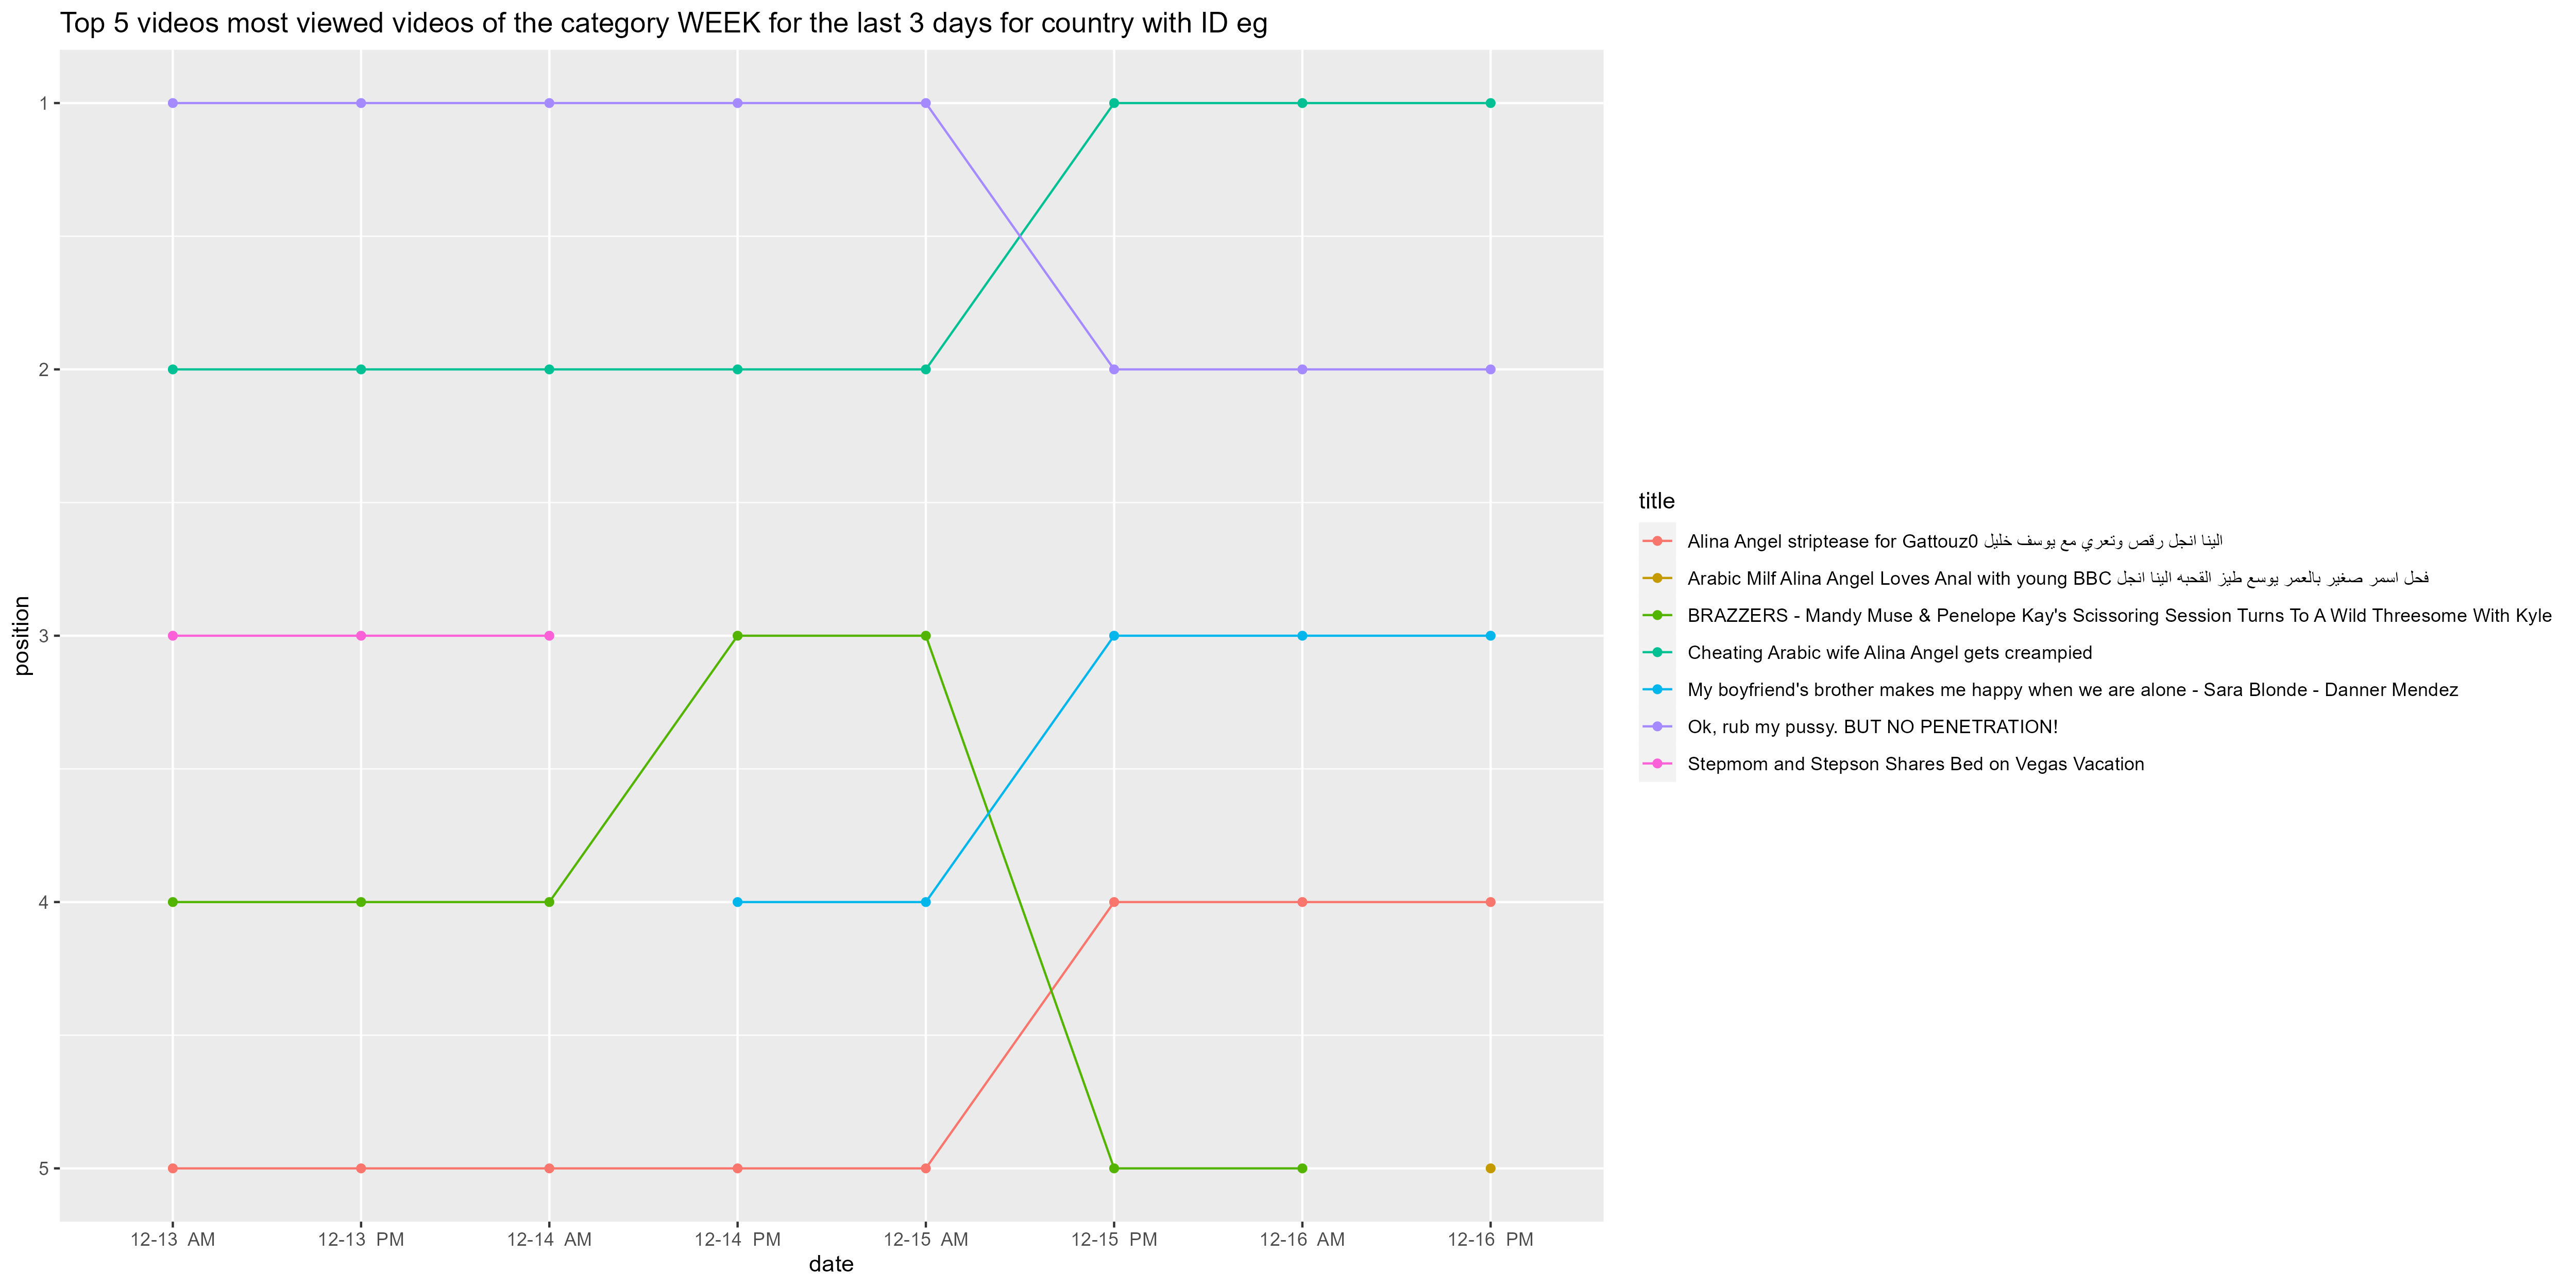 Top 5 videos most viewed videos of the category WEEK for the last 3 days for country with ID eg
position
1
2
3
4
5
12-13 AM
12-13 PM
12-14 AM
12-14 PM
12-15 AM
12-15 PM
12-16 AM
12-16 PM
date
title
Alina Angel striptease for Gattouz0 الينا انجل رقص وتعري مع يوسف خليل
Arabic Milf Alina Angel Loves Anal with young BBC فحل اسمر صغير بالعمر يوسع طيز القحبه الينا انجل
BRAZZERS - Mandy Muse & Penelope Kay's Scissoring Session Turns To A Wild Threesome With Kyle
Cheating Arabic wife Alina Angel gets creampied
My boyfriend's brother makes me happy when we are alone - Sara Blonde - Danner Mendez
Ok, rub my pussy. BUT NO PENETRATION!
Stepmom and Stepson Shares Bed on Vegas Vacation